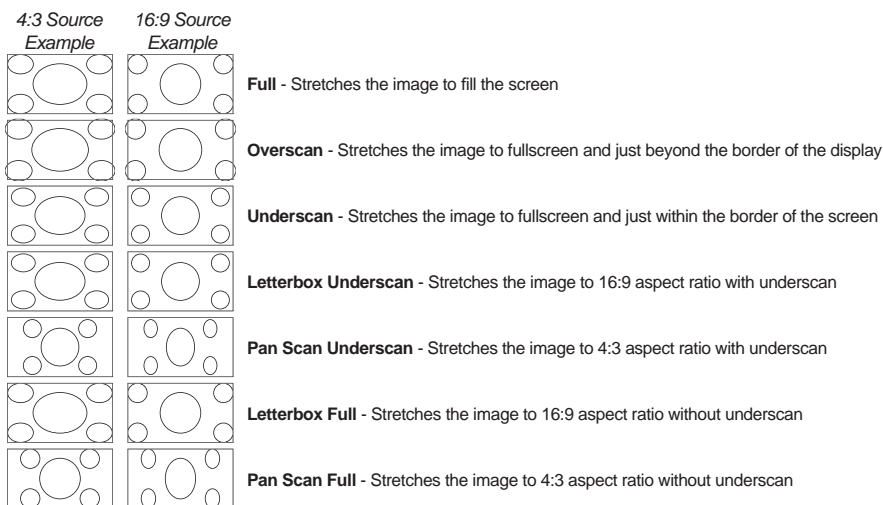 4:3 Source
Example
16:9 Source
Example
Full - Stretches the image to fill the screen
Overscan - Stretches the image to fullscreen and just beyond the border of the display
Underscan - Stretches the image to fullscreen and just within the border of the screen
Letterbox Underscan - Stretches the image to 16:9 aspect ratio with underscan
Pan Scan Underscan - Stretches the image to 4:3 aspect ratio with underscan
Letterbox Full - Stretches the image to 16:9 aspect ratio without underscan
Pan Scan Full - Stretches the image to 4:3 aspect ratio without underscan